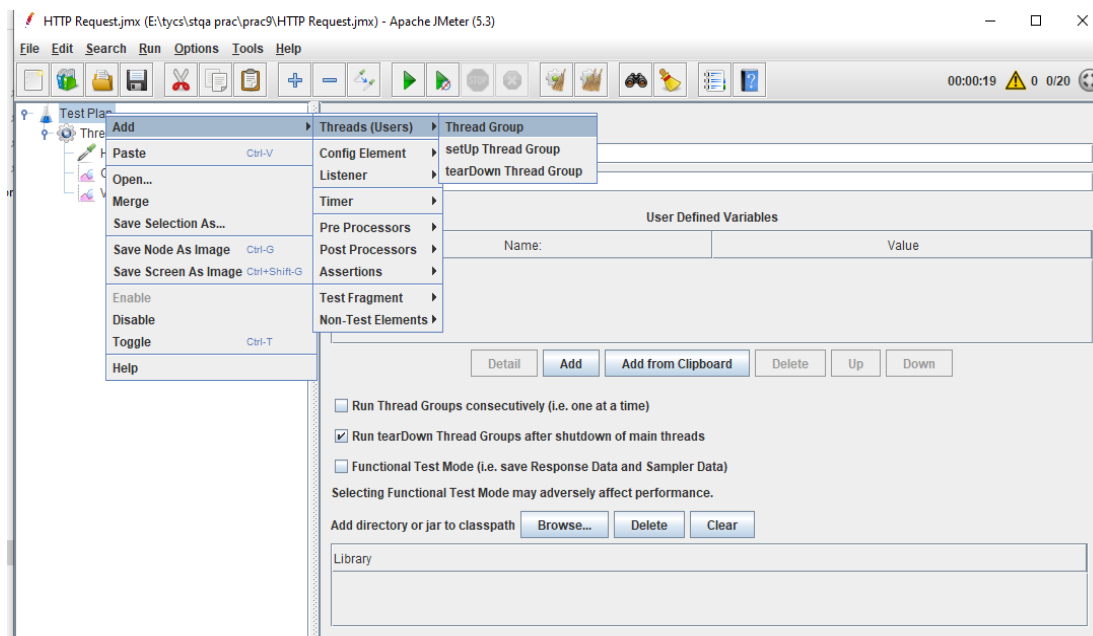 HTTP Request.jmx (E:\tycs\stqa prac\prac9\HTTP Request.jmx) - Apache JMeter (5.3)
File Edit Search Run Options Tools Help
00:00:19 0 0/20
Test Plan
Thre
Add
Paste Ctrl-V
Open...
Merge
Save Selection As...
Save Node As Image Ctrl-G
Save Screen As Image Ctrl+Shift-G
Enable
Disable
Toggle Ctrl-T
Help
Threads (Users)
Config Element
Listener
Timer
Pre Processors
Post Processors
Assertions
Test Fragment
Non-Test Elements
Thread Group
setUp Thread Group
tearDown Thread Group
User Defined Variables
Name: Value
Detail Add Add from Clipboard Delete Up Down
Run Thread Groups consecutively (i.e. one at a time)
Run tearDown Thread Groups after shutdown of main threads
Functional Test Mode (i.e. save Response Data and Sampler Data)
Selecting Functional Test Mode may adversely affect performance.
Add directory or jar to classpath Browse... Delete Clear
Library